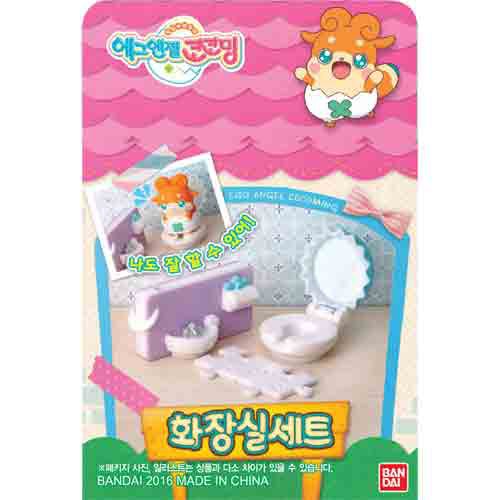 에그엔젤 코코밍
EGG ANGEL COCOMING
나도 잘 할 수 있어!
화장실세트
※패키지 사진, 일러스트는 상품과 다소 차이가 있을 수 있습니다.
BANDAI 2016 MADE IN CHINA
BAN
DAI